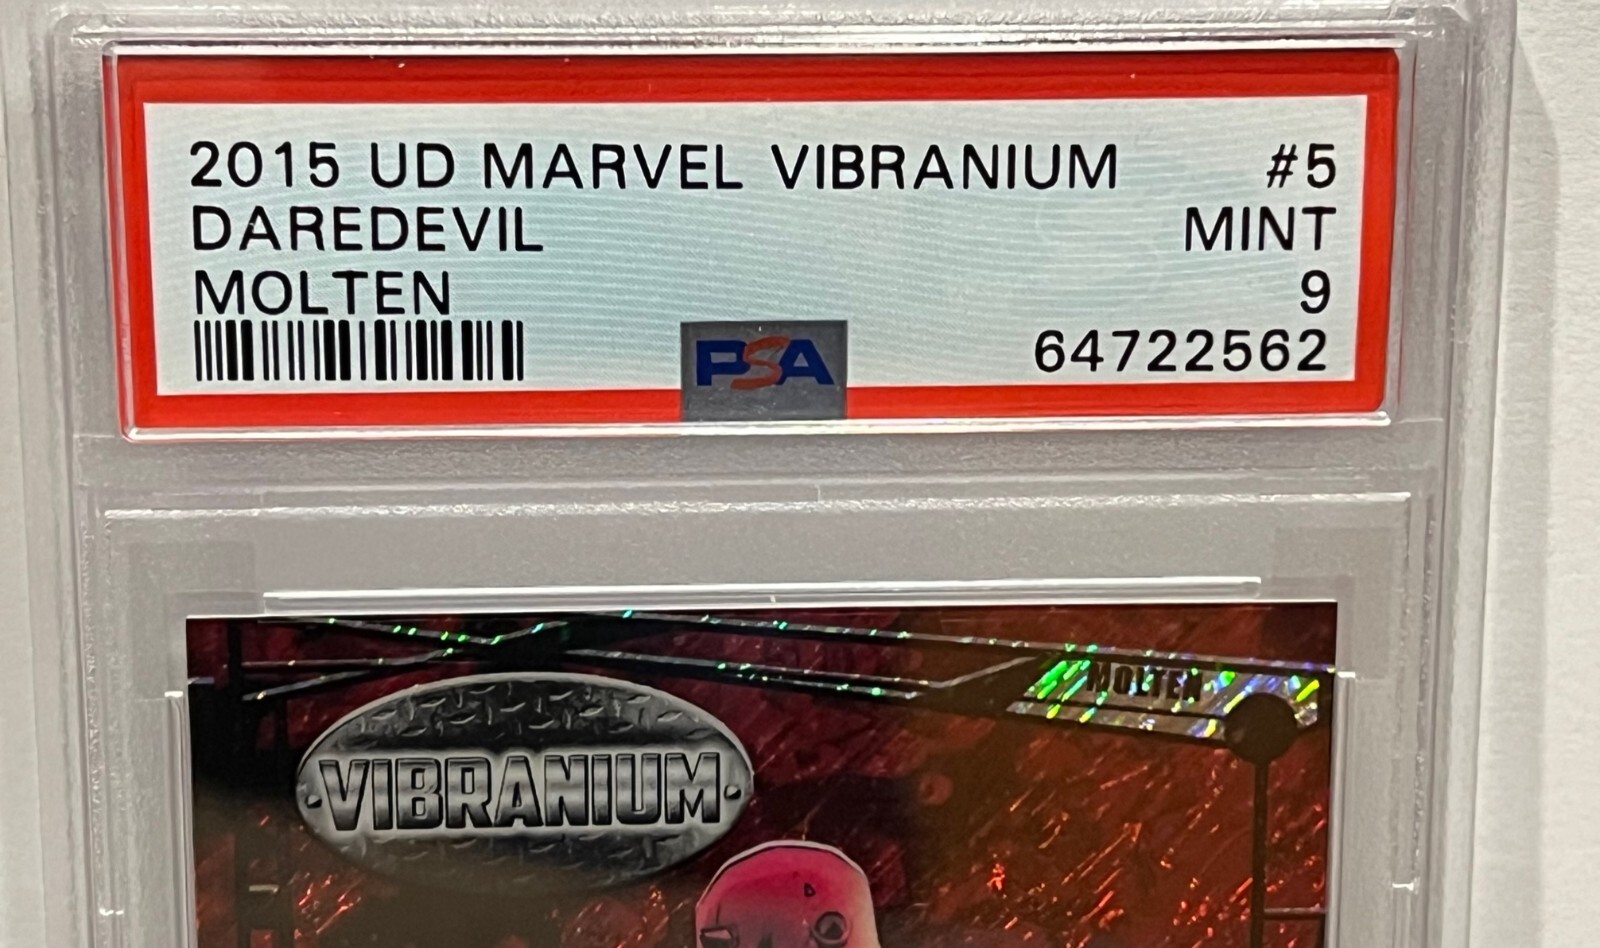 2015 UD MARVEL VIBRANIUM #5
DAREDEVIL MINT
MOLTEN 9
PSA 64722562
MOLTEN
VIBRANIUM